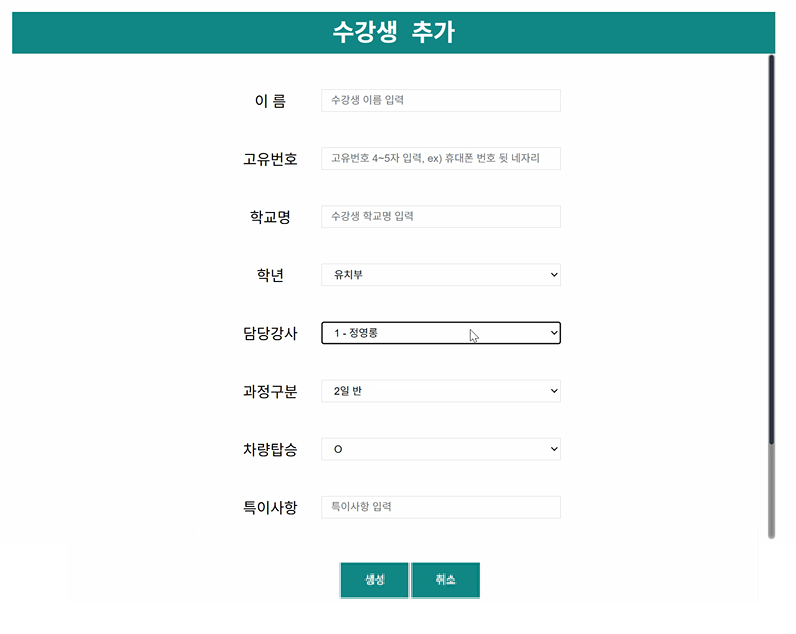 수강생 추가
이 름 수강생 이름 입력
고유번호 고유번호 4~5자 입력, ex) 휴대폰 번호 뒷 네자리
학교명 수강생 학교명 입력
학년 유치부
담당강사 1 - 정영롱
과정구분 2일 반
차량탑승 O
특이사항 특이사항 입력
생성 취소